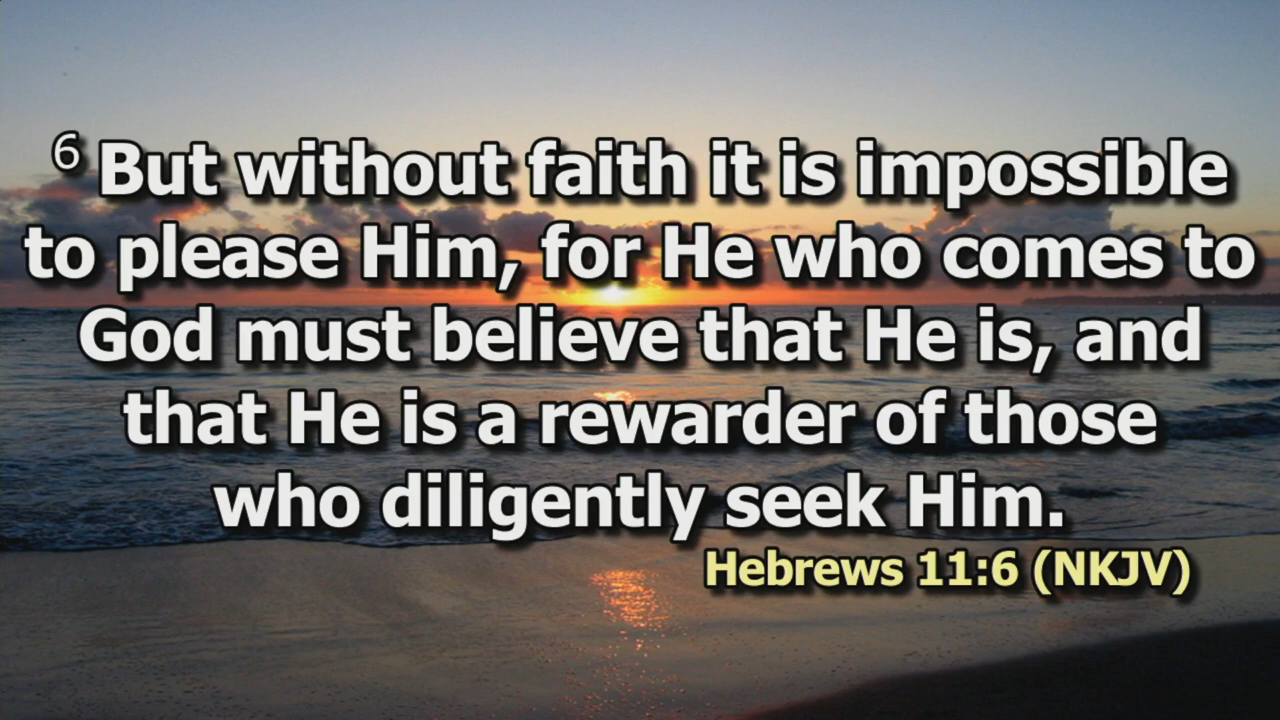 6 But without faith it is impossible
to please Him, for He who comes to
God must believe that He is, and
that He is a rewarder of those
who diligently seek Him.
Hebrews 11:6 (NKJV)